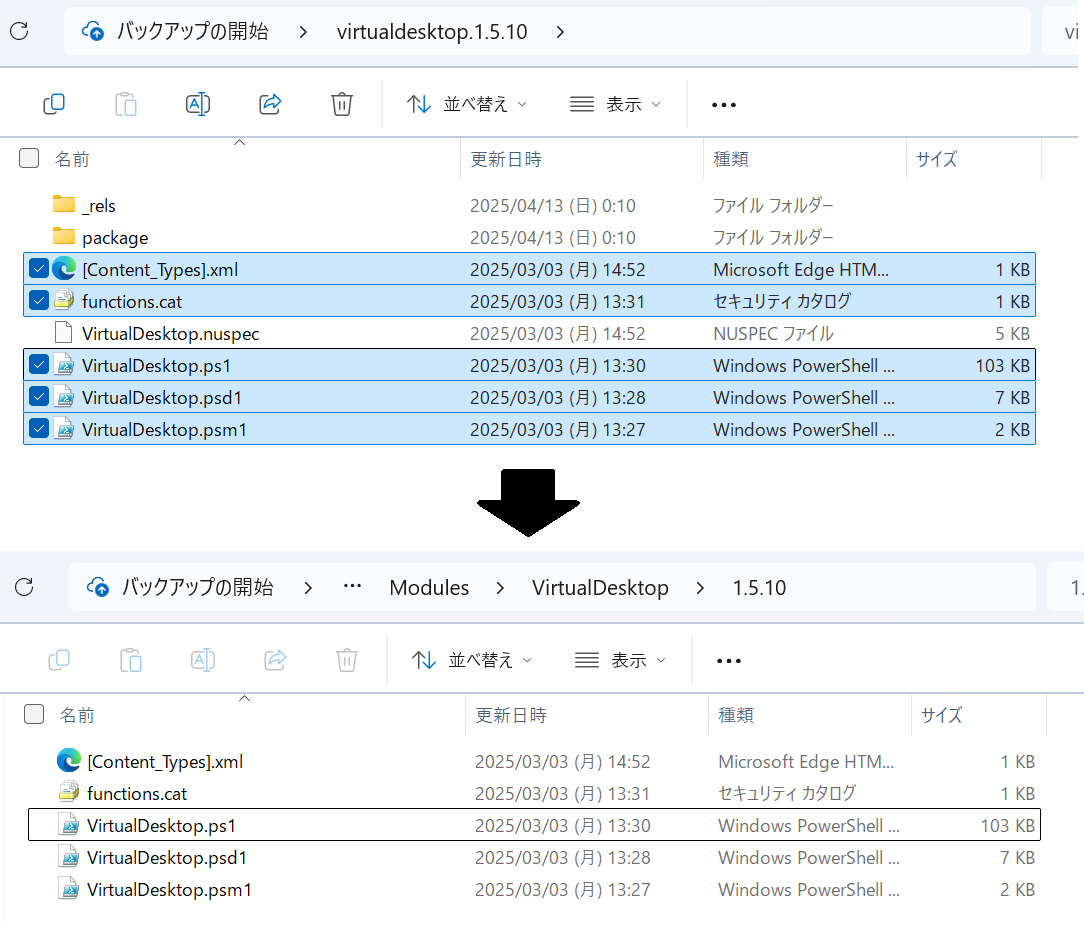 バックアップの開始 > virtualdesktop.1.5.10 > vi
並べ替え 表示 •••
名前 更新日時 種類 サイズ
_rels 2025/04/13 (日) 0:10 ファイル フォルダー
package 2025/04/13 (日) 0:10 ファイル フォルダー
[Content_Types].xml 2025/03/03 (月) 14:52 Microsoft Edge HTM... 1 KB
functions.cat 2025/03/03 (月) 13:31 セキュリティ カタログ 1 KB
VirtualDesktop.nuspec 2025/03/03 (月) 14:52 NUSPEC ファイル 5 KB
VirtualDesktop.ps1 2025/03/03 (月) 13:30 Windows PowerShell ... 103 KB
VirtualDesktop.psd1 2025/03/03 (月) 13:28 Windows PowerShell ... 7 KB
VirtualDesktop.psm1 2025/03/03 (月) 13:27 Windows PowerShell ... 2 KB
バックアップの開始 > ••• Modules > VirtualDesktop > 1.5.10 1.
並べ替え 表示 •••
名前 更新日時 種類 サイズ
[Content_Types].xml 2025/03/03 (月) 14:52 Microsoft Edge HTM... 1 KB
functions.cat 2025/03/03 (月) 13:31 セキュリティ カタログ 1 KB
VirtualDesktop.ps1 2025/03/03 (月) 13:30 Windows PowerShell ... 103 KB
VirtualDesktop.psd1 2025/03/03 (月) 13:28 Windows PowerShell ... 7 KB
VirtualDesktop.psm1 2025/03/03 (月) 13:27 Windows PowerShell ... 2 KB